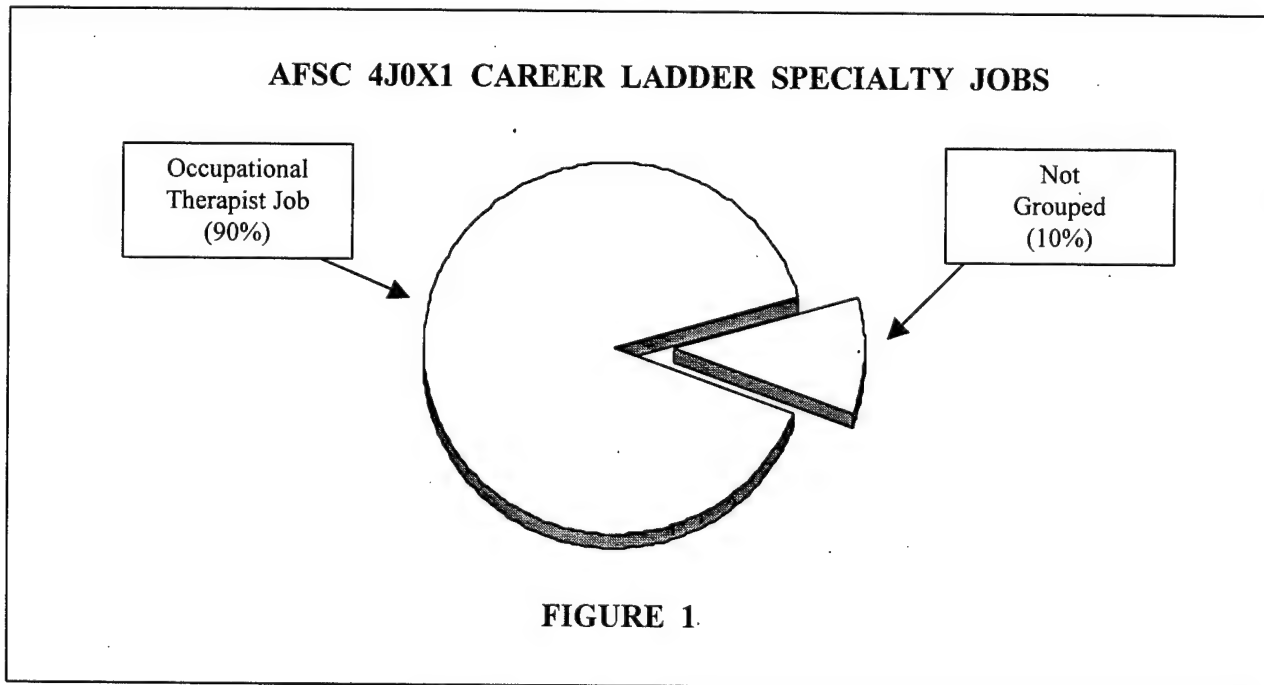 AFSC 4J0X1 CAREER LADDER SPECIALTY JOBS
Occupational
Therapist Job
(90%)
Not
Grouped
(10%)
FIGURE 1